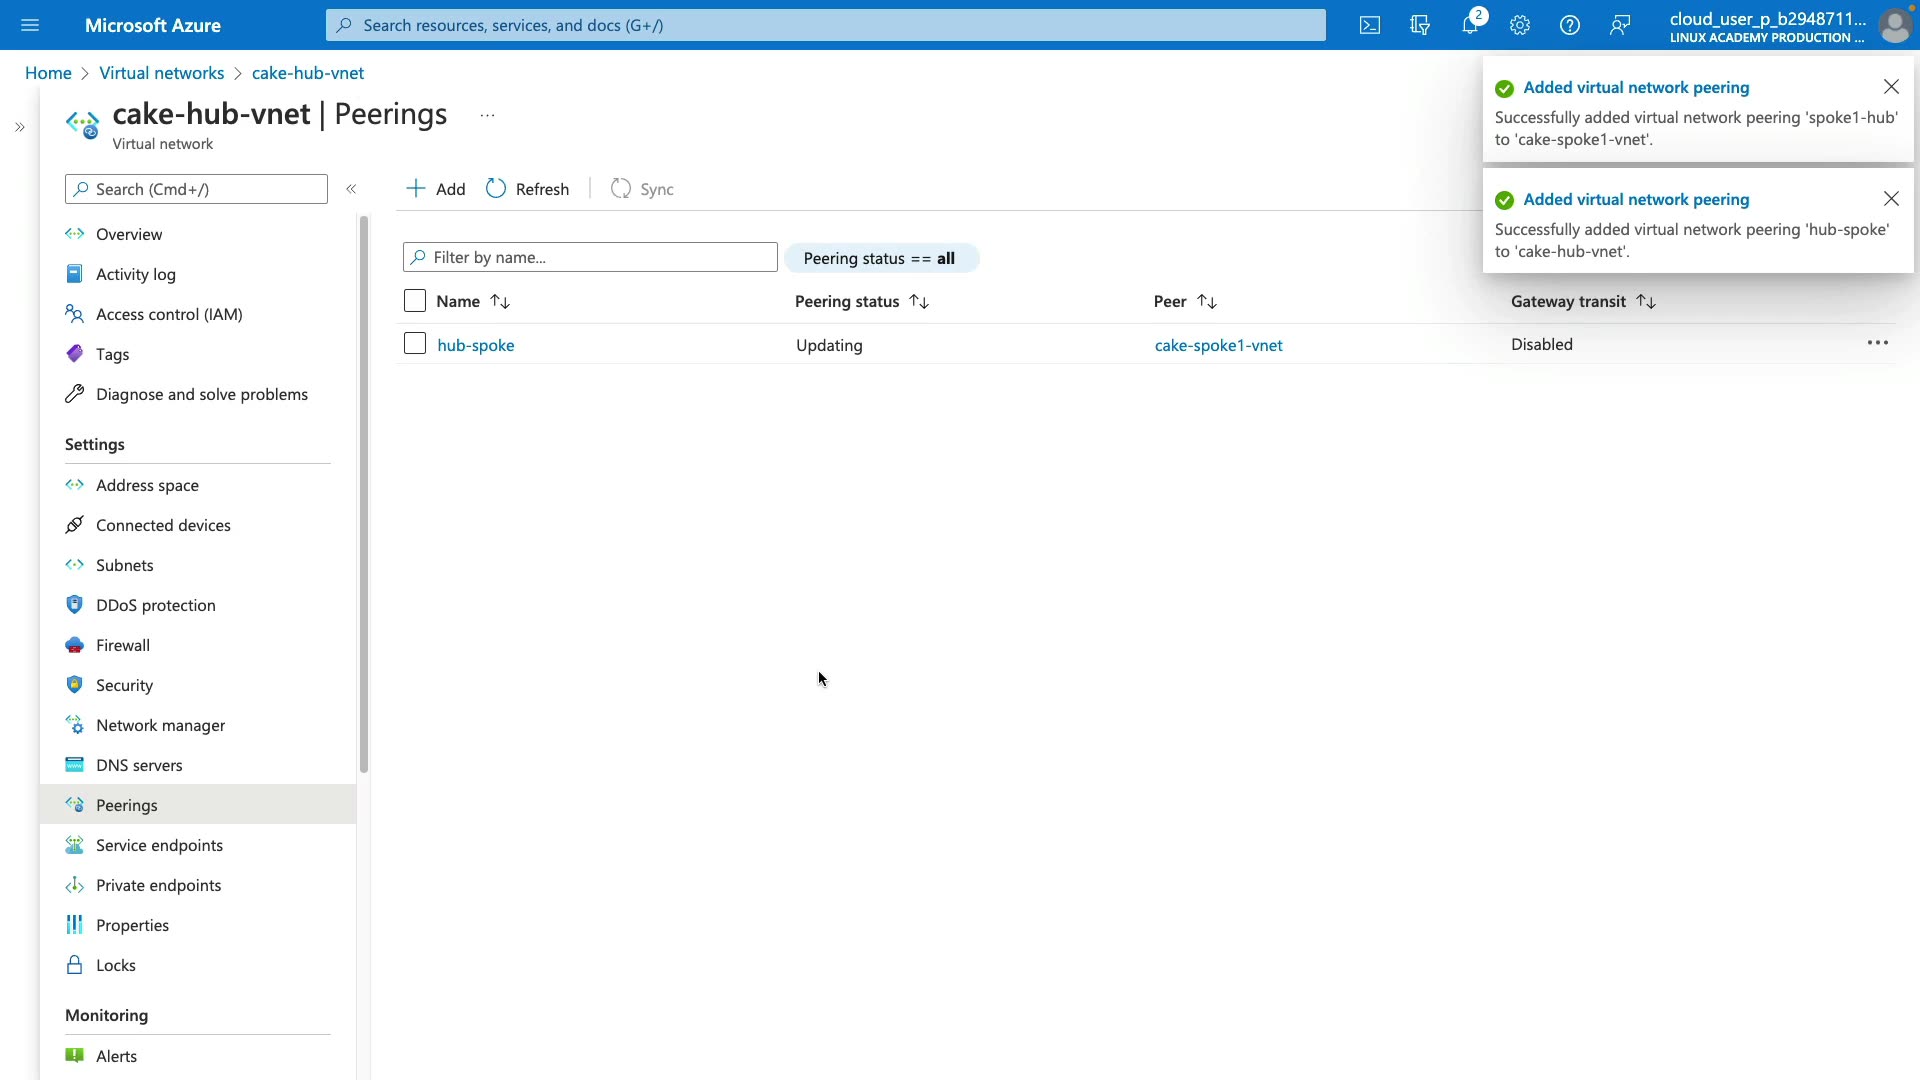 Microsoft Azure
Search resources, services, and docs (G+/)
2
cloud_user_p_b2948711...
LINUX ACADEMY PRODUCTION ...
Home > Virtual networks > cake-hub-vnet
cake-hub-vnet | Peerings ...
Virtual network
Added virtual network peering
Successfully added virtual network peering 'spoke1-hub'
to 'cake-spoke1-vnet'.
Added virtual network peering
Successfully added virtual network peering 'hub-spoke'
to 'cake-hub-vnet'.
Search (Cmd+/)
Add Refresh Sync
Overview
Activity log
Access control (IAM)
Tags
Diagnose and solve problems
Settings
Address space
Connected devices
Subnets
DDoS protection
Firewall
Security
Network manager
DNS servers
Peerings
Service endpoints
Private endpoints
Properties
Locks
Monitoring
Alerts
Filter by name...
Peering status == all
Name Peering status Peer Gateway transit
hub-spoke Updating cake-spoke1-vnet Disabled